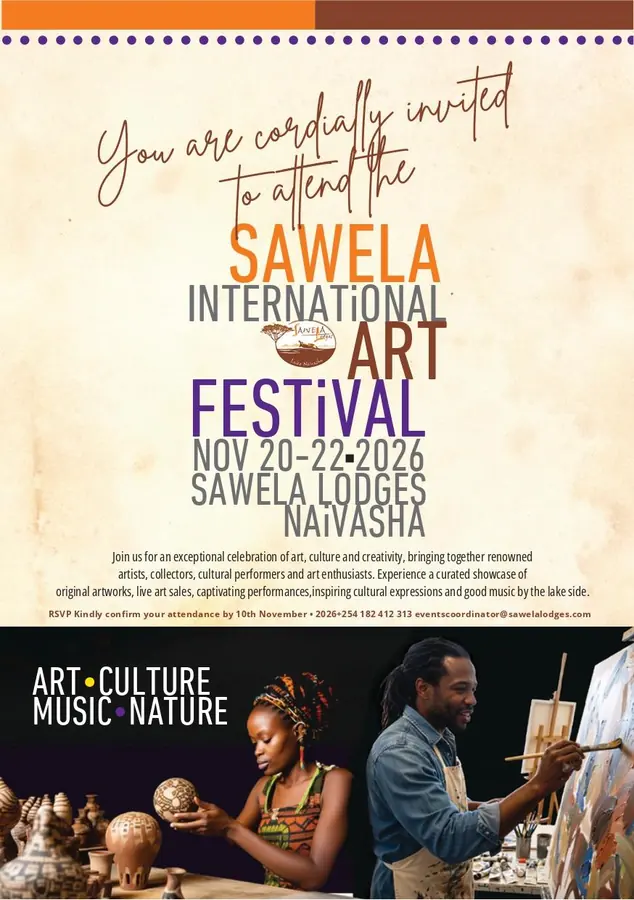 You are cordially invited
to attend the
SAWELA
INTERNATiONAL
SAWELA
Lodges
Lake Naivasha
ART
FESTiVAL
NOV 20-22▪2026
SAWELA LODGES
NAiVASHA
Join us for an exceptional celebration of art, culture and creativity, bringing together renowned
artists, collectors, cultural performers and art enthusiasts. Experience a curated showcase of
original artworks, live art sales, captivating performances,inspiring cultural expressions and good music by the lake side.
RSVP Kindly confirm your attendance by 10th November • 2026+254 182 412 313 eventscoordinator@sawelalodges.com
ART•CULTURE
MUSIC•NATURE